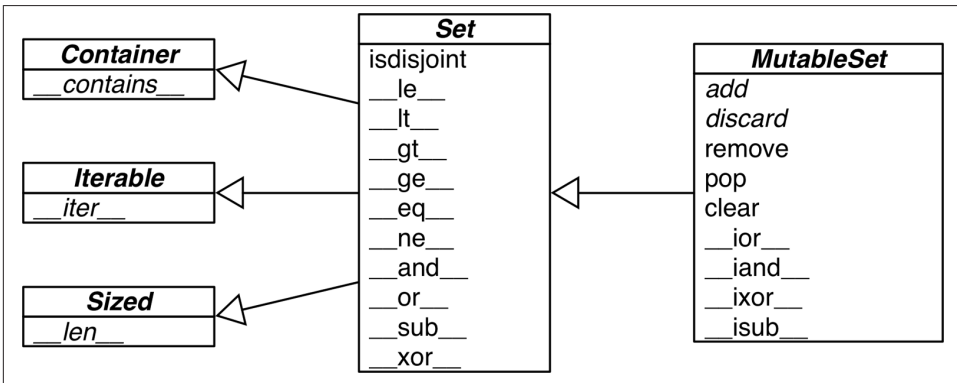 Container
__contains__
Iterable
__iter__
Sized
__len__
Set
isdisjoint
__le__
__lt__
__gt__
__ge__
__eq__
__ne__
__and__
__or__
__sub__
__xor__
MutableSet
add
discard
remove
pop
clear
__ior__
__iand__
__ixor__
__isub__